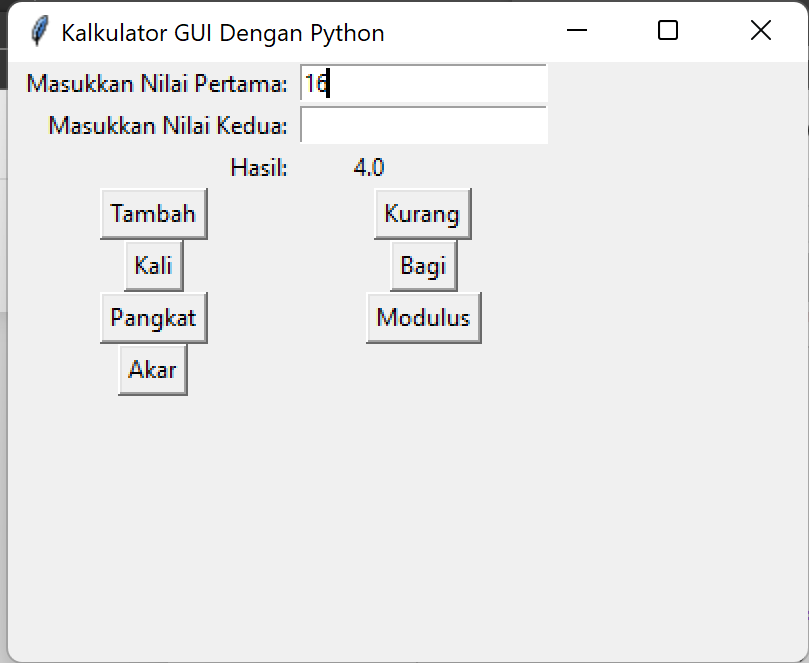 Kalkulator GUI Dengan Python
Masukkan Nilai Pertama: 16
Masukkan Nilai Kedua:
Hasil: 4.0
Tambah Kurang
Kali Bagi
Pangkat Modulus
Akar